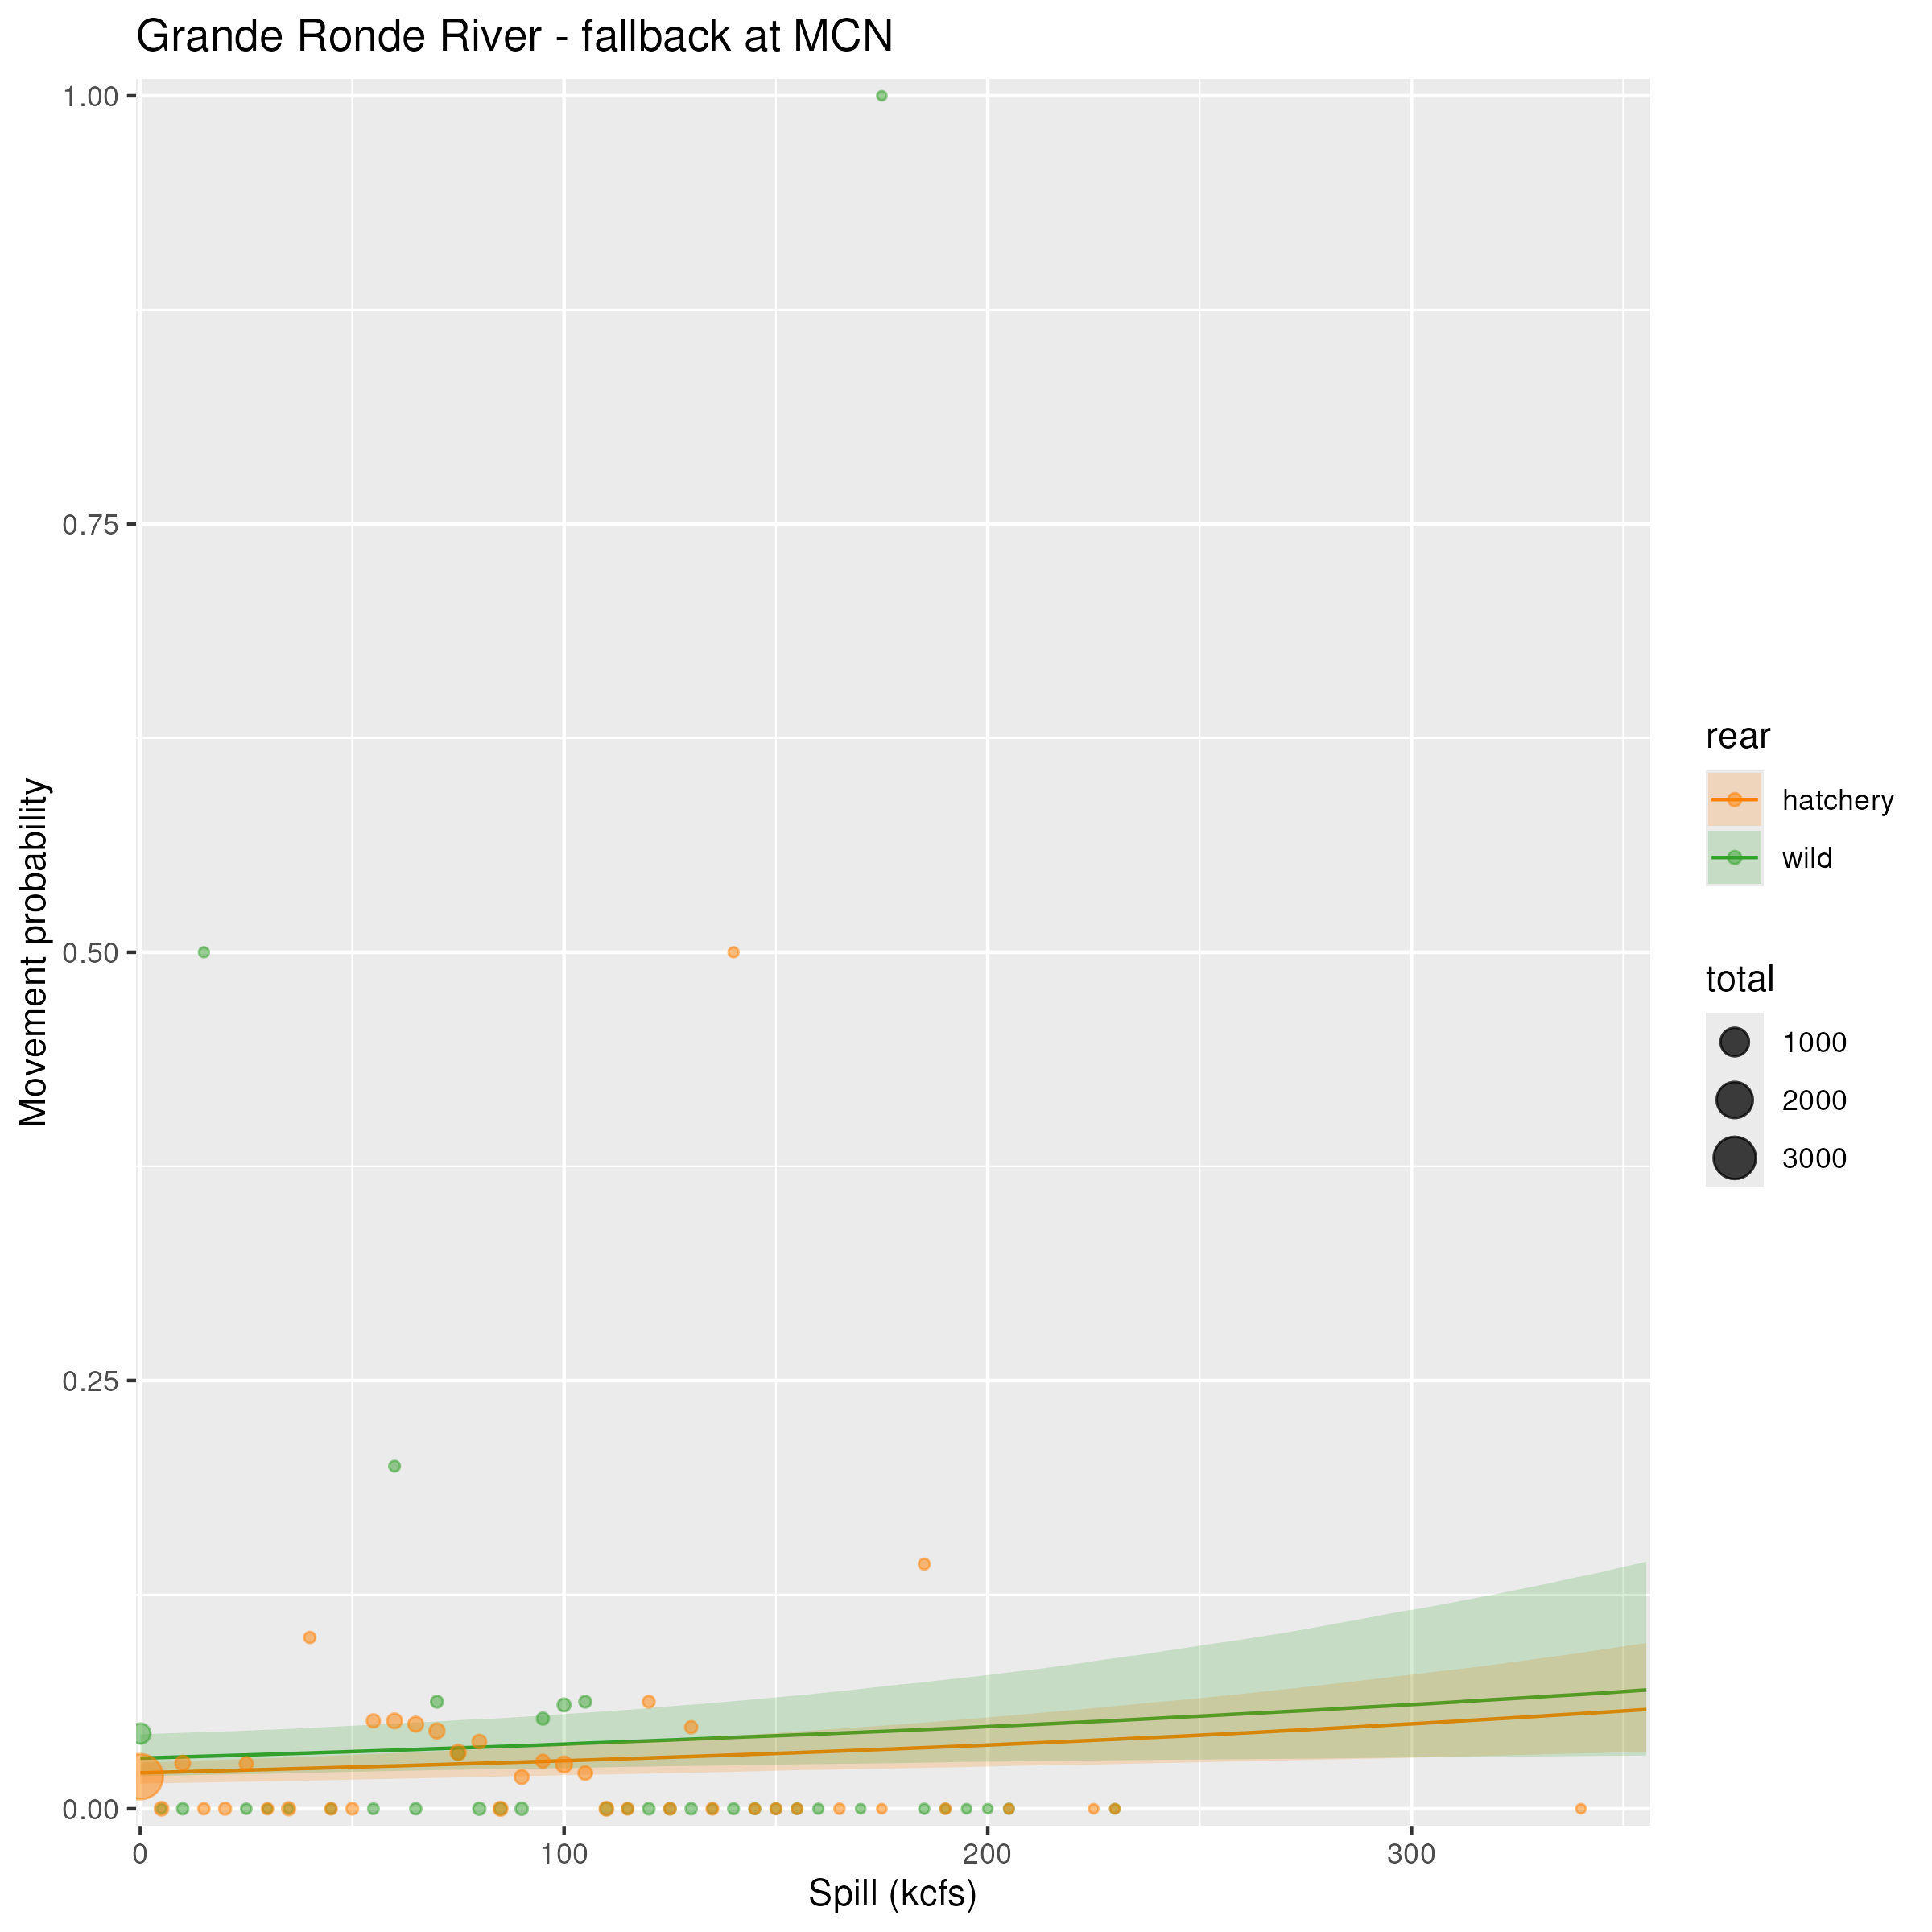 Grande Ronde River - fallback at MCN
1.00
0.75
0.50
0.25
0.00
Movement probability
0
100
200
300
Spill (kcfs)
rear
hatchery
wild
total
1000
2000
3000